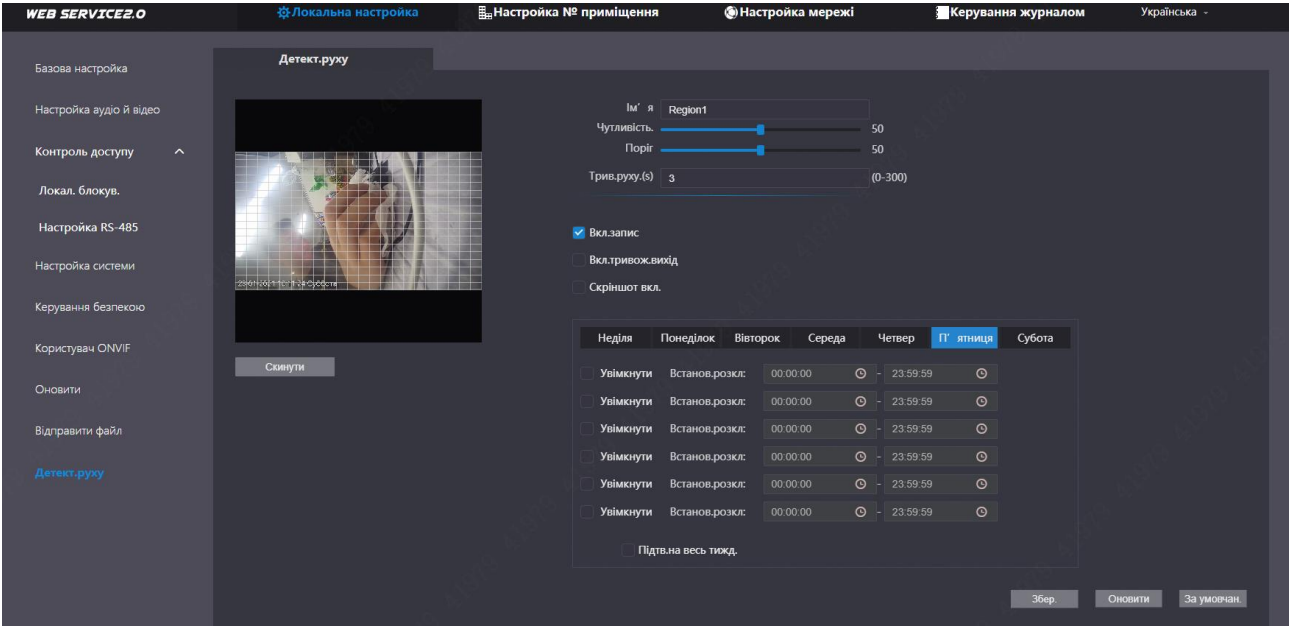 WEB SERVICE2.0 Локальна настройка Настройка № приміщення Настройка мережі Керування журналом Українська
Базова настройка
Настройка аудіо й відео
Контроль доступу
Локал. блокув.
Настройка RS-485
Настройка системи
Керування безпекою
Користувач ONVIF
Оновити
Відправити файл
Детект.руху
Детект.руху
Скинути
Ім' я Region1
Чутливість. 50
Поріг 50
Трив.руху.(s) 3 (0-300)
Вкл.запис
Вкл.тривож.вихід
Скріншот вкл.
Неділя Понеділок Вівторок Середа Четвер П' ятниця Субота
Увімкнути Встанов.розкл: 00:00:00 - 23:59:59
Увімкнути Встанов.розкл: 00:00:00 - 23:59:59
Увімкнути Встанов.розкл: 00:00:00 - 23:59:59
Увімкнути Встанов.розкл: 00:00:00 - 23:59:59
Увімкнути Встанов.розкл: 00:00:00 - 23:59:59
Увімкнути Встанов.розкл: 00:00:00 - 23:59:59
Підтв.на весь тижд.
Збер. Оновити За умовчан.